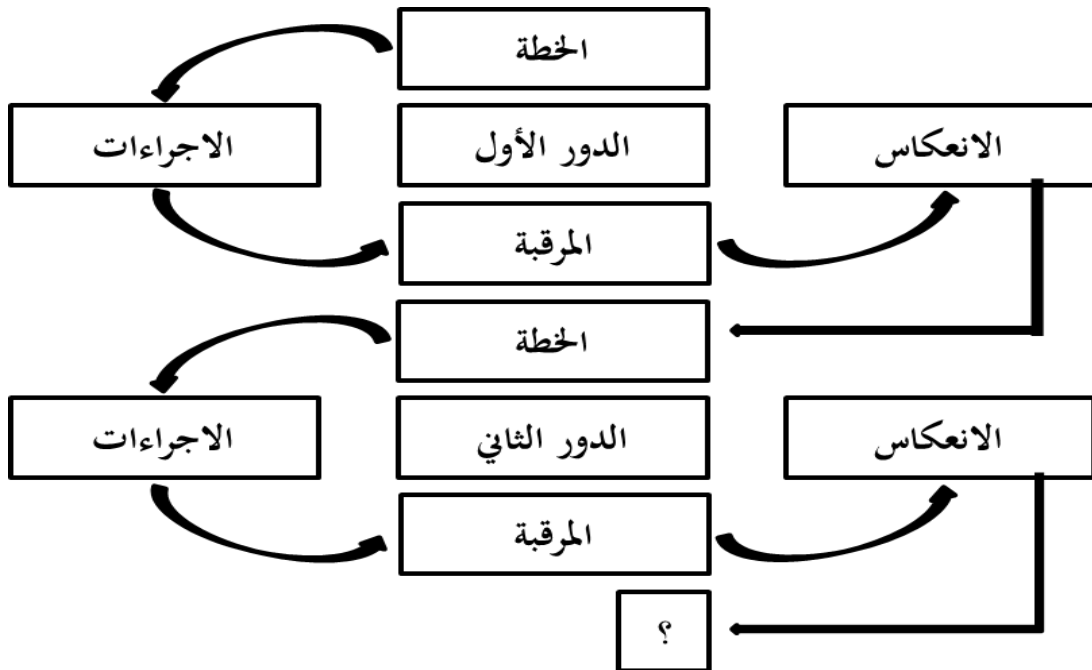 الخطة
الانعكاس
الدور الأول
الاجراءات
المرقبة
الخطة
الانعكاس
الدور الثاني
الاجراءات
المرقبة
؟